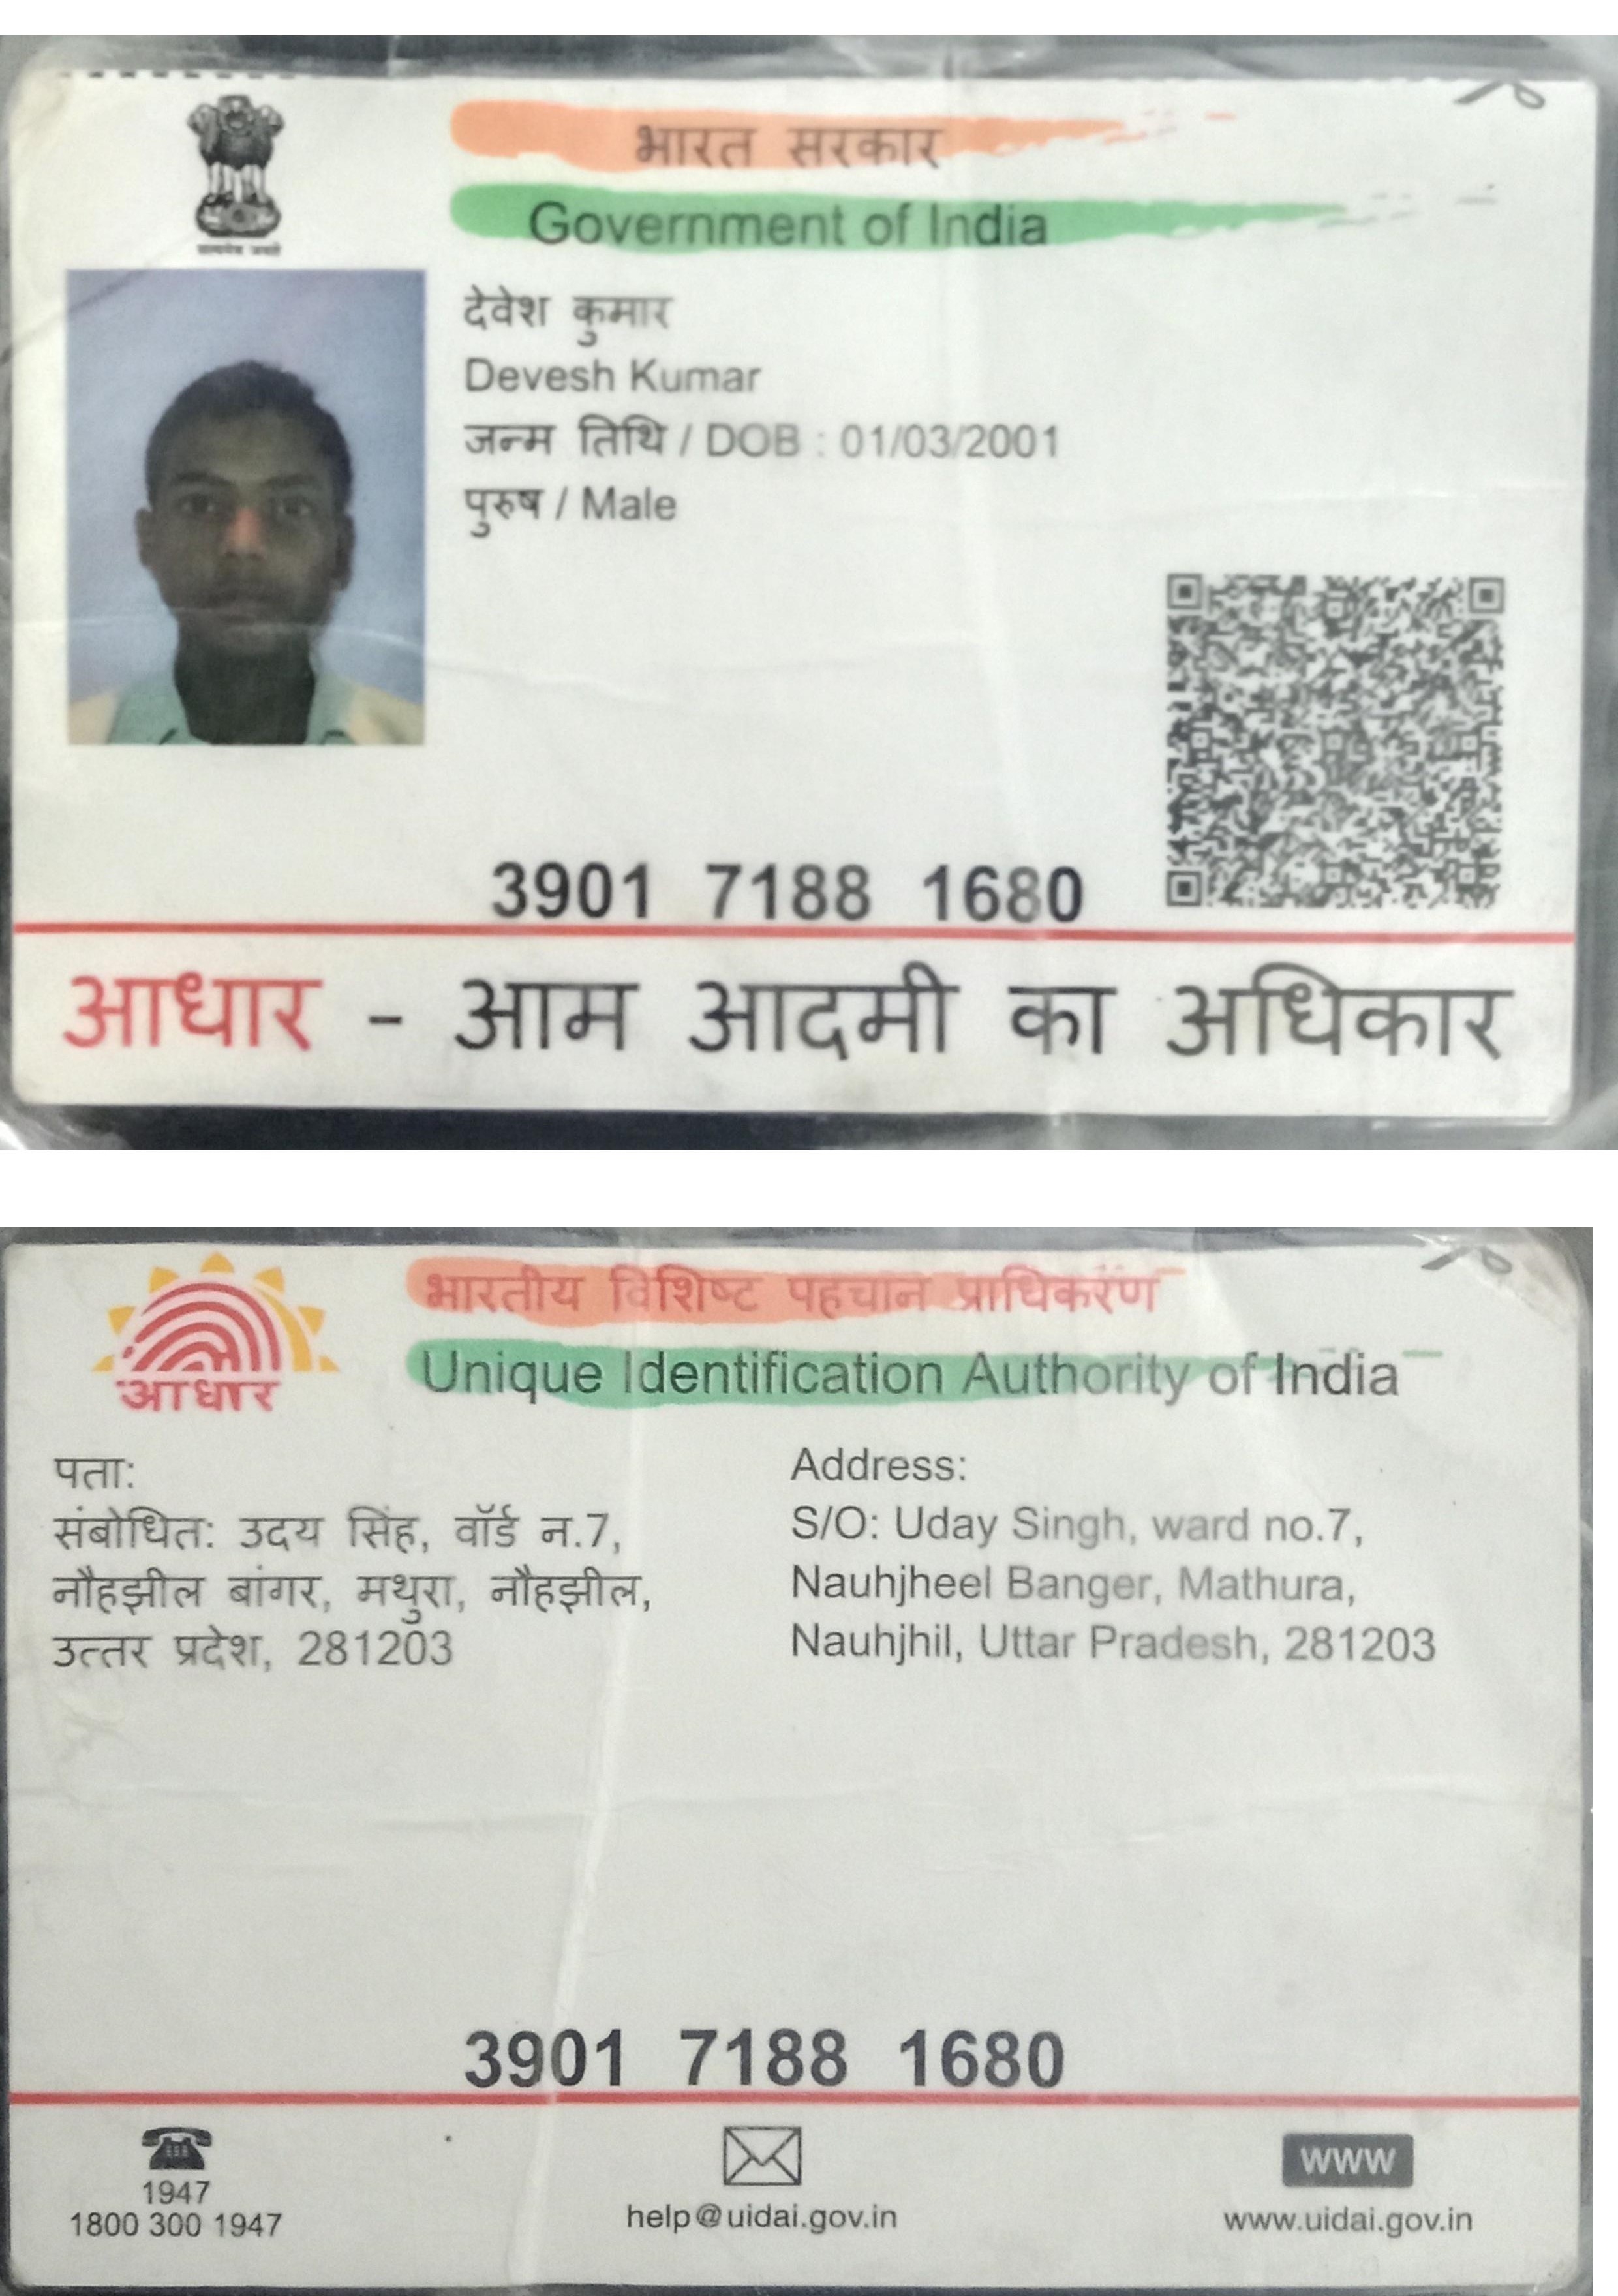 भारत सरकार
Government of India
सत्यमेव जयते
देवेश कुमार
Devesh Kumar
जन्म तिथि / DOB : 01/03/2001
पुरुष / Male
3901 7188 1680
आधार - आम आदमी का अधिकार
भारतीय विशिष्ट पहचान प्राधिकरण
Unique Identification Authority of India
आधार
पता:
संबोधित: उदय सिंह, वॉर्ड न.7,
नौहझील बांगर, मथुरा, नौहझील,
उत्तर प्रदेश, 281203
Address:
S/O: Uday Singh, ward no.7,
Nauhjheel Banger, Mathura,
Nauhjhil, Uttar Pradesh, 281203
3901 7188 1680
1947
1800 300 1947
help@uidai.gov.in
www
www.uidai.gov.in